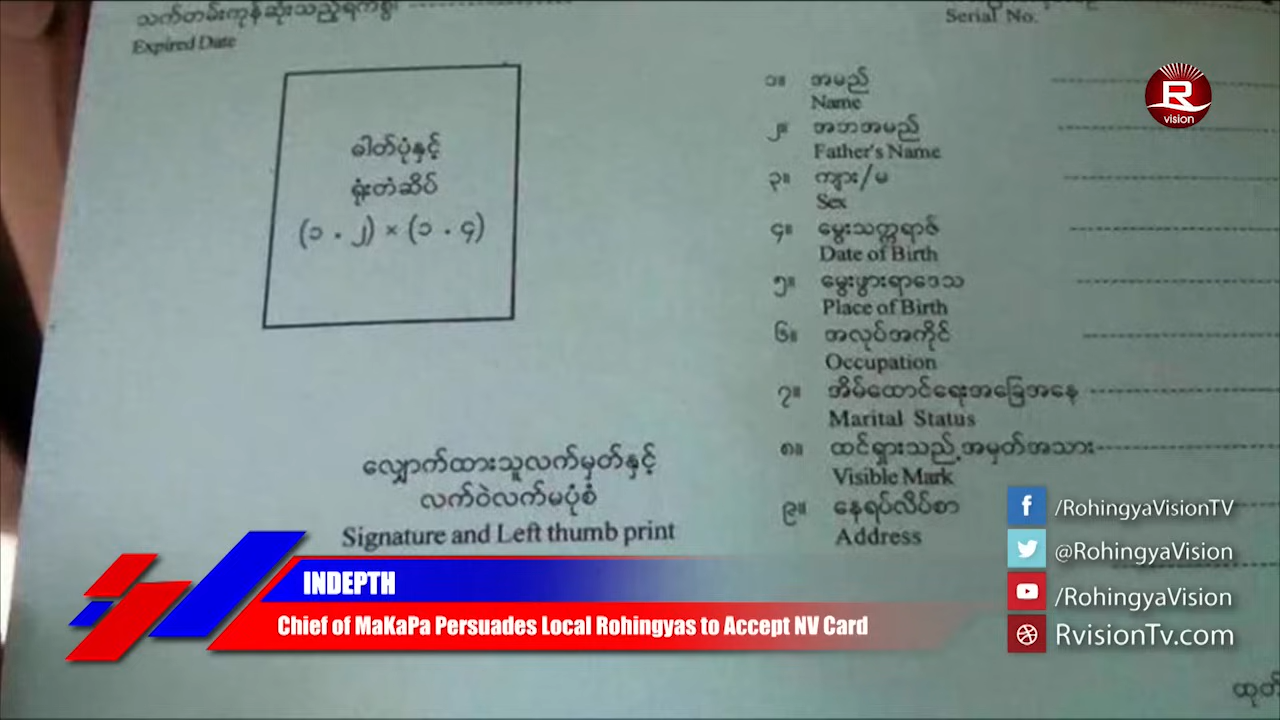 သက်တမ်းကုန်ဆုံးသည့်ရက်စွဲ
Expired Date
ဓါတ်ပုံနှင့်
ရုံးတံဆိပ်
(၁ . ၂) × (၁ . ၄)
လျှောက်ထားသူလက်မှတ်နှင့်
လက်ဝဲလက်မပုံစံ
Signature and Left thumb print
Serial No.
၁။ အမည်
Name
၂။ အဘအမည်
Father's Name
၃။ ကျား/မ
Sex
၄။ မွေးသက္ကရာဇ်
Date of Birth
၅။ မွေးဖွားရာဒေသ
Place of Birth
၆။ အလုပ်အကိုင်
Occupation
၇။ အိမ်ထောင်ရေးအခြေအနေ
Marital Status
၈။ ထင်ရှားသည့်အမှတ်အသား
Visible Mark
၉။ နေရပ်လိပ်စာ
Address
R
vision
INDEPTH
Chief of MaKaPa Persuades Local Rohingyas to Accept NV Card
/RohingyaVisionTV
@RohingyaVision
/RohingyaVision
RvisionTv.com